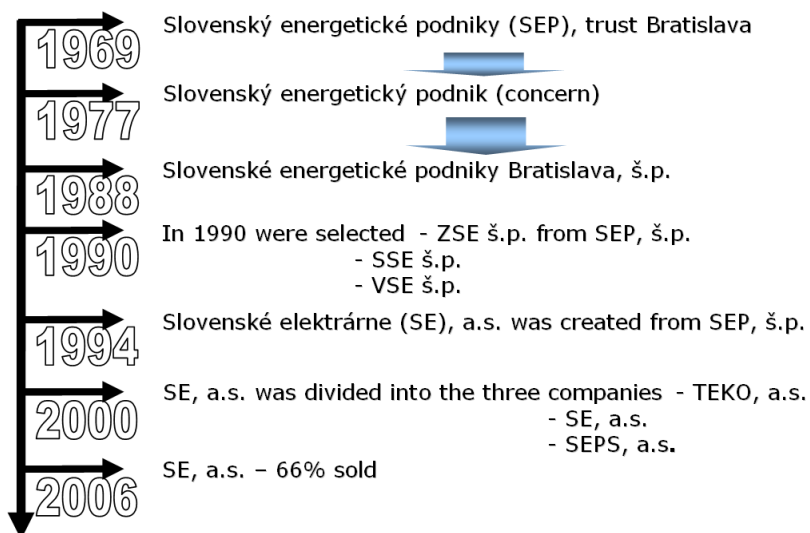 1969 Slovenský energetické podniky (SEP), trust Bratislava
1977 Slovenský energetický podnik (concern)
1988 Slovenské energetické podniky Bratislava, š.p.
1990 In 1990 were selected - ZSE š.p. from SEP, š.p.
- SSE š.p.
- VSE š.p.
1994 Slovenské elektrárne (SE), a.s. was created from SEP, š.p.
2000 SE, a.s. was divided into the three companies - TEKO, a.s.
- SE, a.s.
- SEPS, a.s.
2006 SE, a.s. – 66% sold